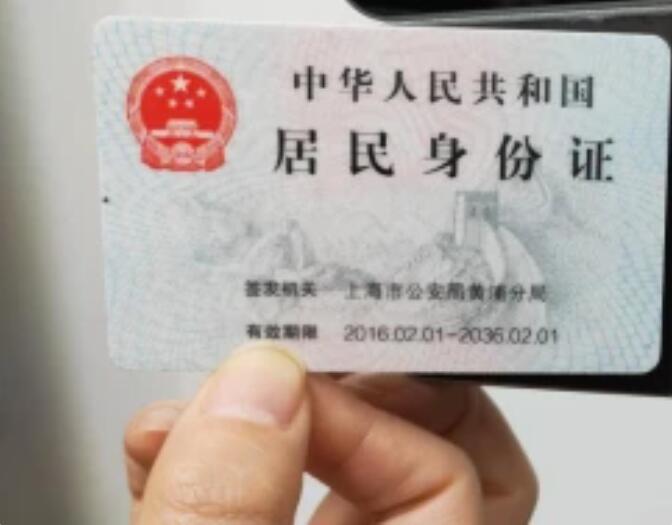 中华人民共和国
居民身份证
签发机关 上海市公安局黄浦分局
有效期限 2016.02.01-2036.02.01